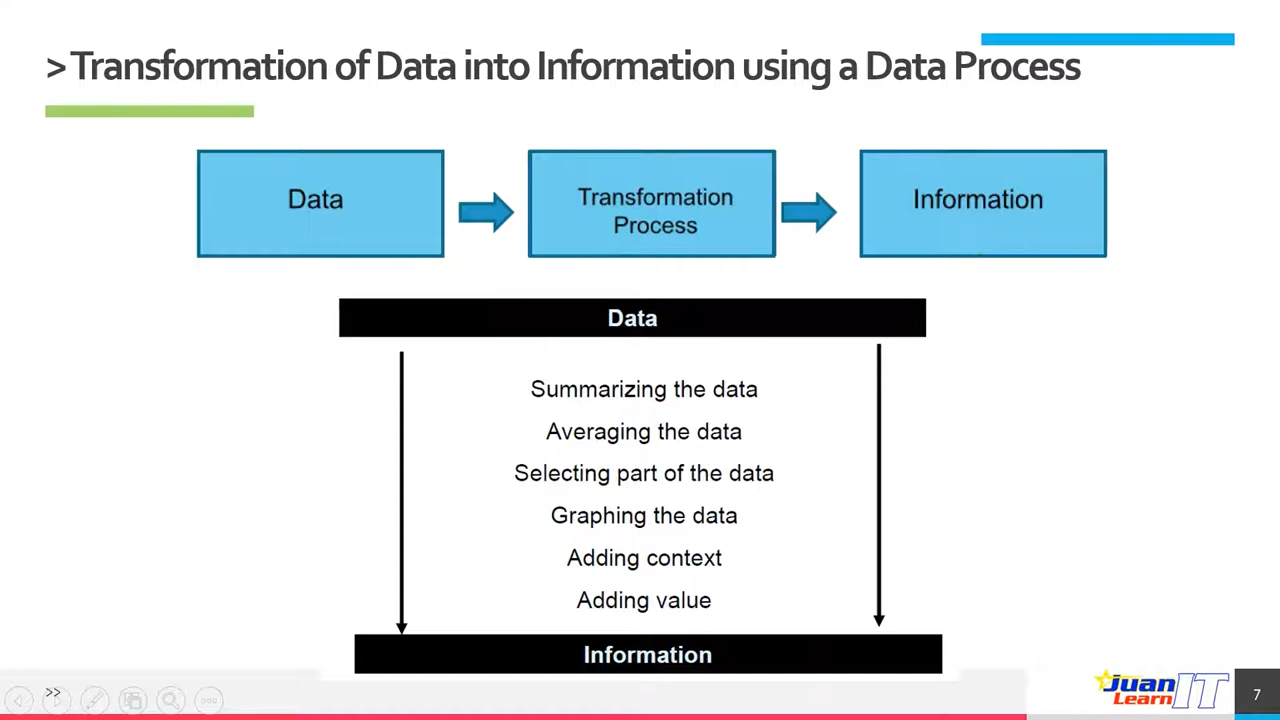 > Transformation of Data into Information using a Data Process
Data
Transformation
Process
Information
Data
Summarizing the data
Averaging the data
Selecting part of the data
Graphing the data
Adding context
Adding value
Information
>>
Juan
Learn
IT
7